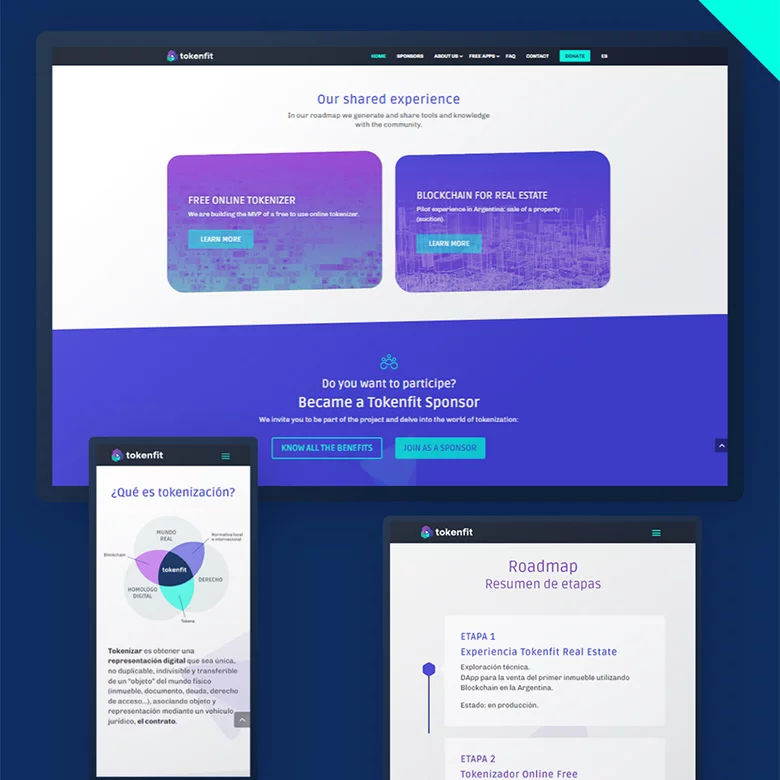 tokenfit
HOME SPONSORS ABOUT US FREE APPS FAQ CONTACT DONATE ES
Our shared experience
In our roadmap we generate and share tools and knowledge
with the community.
FREE ONLINE TOKENIZER
We are building the MVP of a free to use online tokenizer.
LEARN MORE
BLOCKCHAIN FOR REAL ESTATE
Pilot experience in Argentina: sale of a property
(auction).
LEARN MORE
Do you want to participe?
Became a Tokenfit Sponsor
We invite you to be part of the project and delve into the world of tokenization:
KNOW ALL THE BENEFITS
JOIN AS A SPONSOR
tokenfit
¿Qué es tokenización?
MUNDO
REAL
Normativa local
e internacional
Blockchain
tokenfit
DERECHO
HOMOLOGO
DIGITAL
Tokens
Tokenizar es obtener una
representación digital que sea única,
no duplicable, indivisible y transferible
de un "objeto" del mundo físico
(inmueble, documento, deuda, derecho
de acceso...), asociando objeto y
representación mediante un vehículo
jurídico, el contrato.
tokenfit
Roadmap
Resumen de etapas
ETAPA 1
Experiencia Tokenfit Real Estate
Exploración técnica.
DApp para la venta del primer inmueble utilizando
Blockchain en la Argentina.
Estado: en producción.
ETAPA 2
Tokenizador Online Free